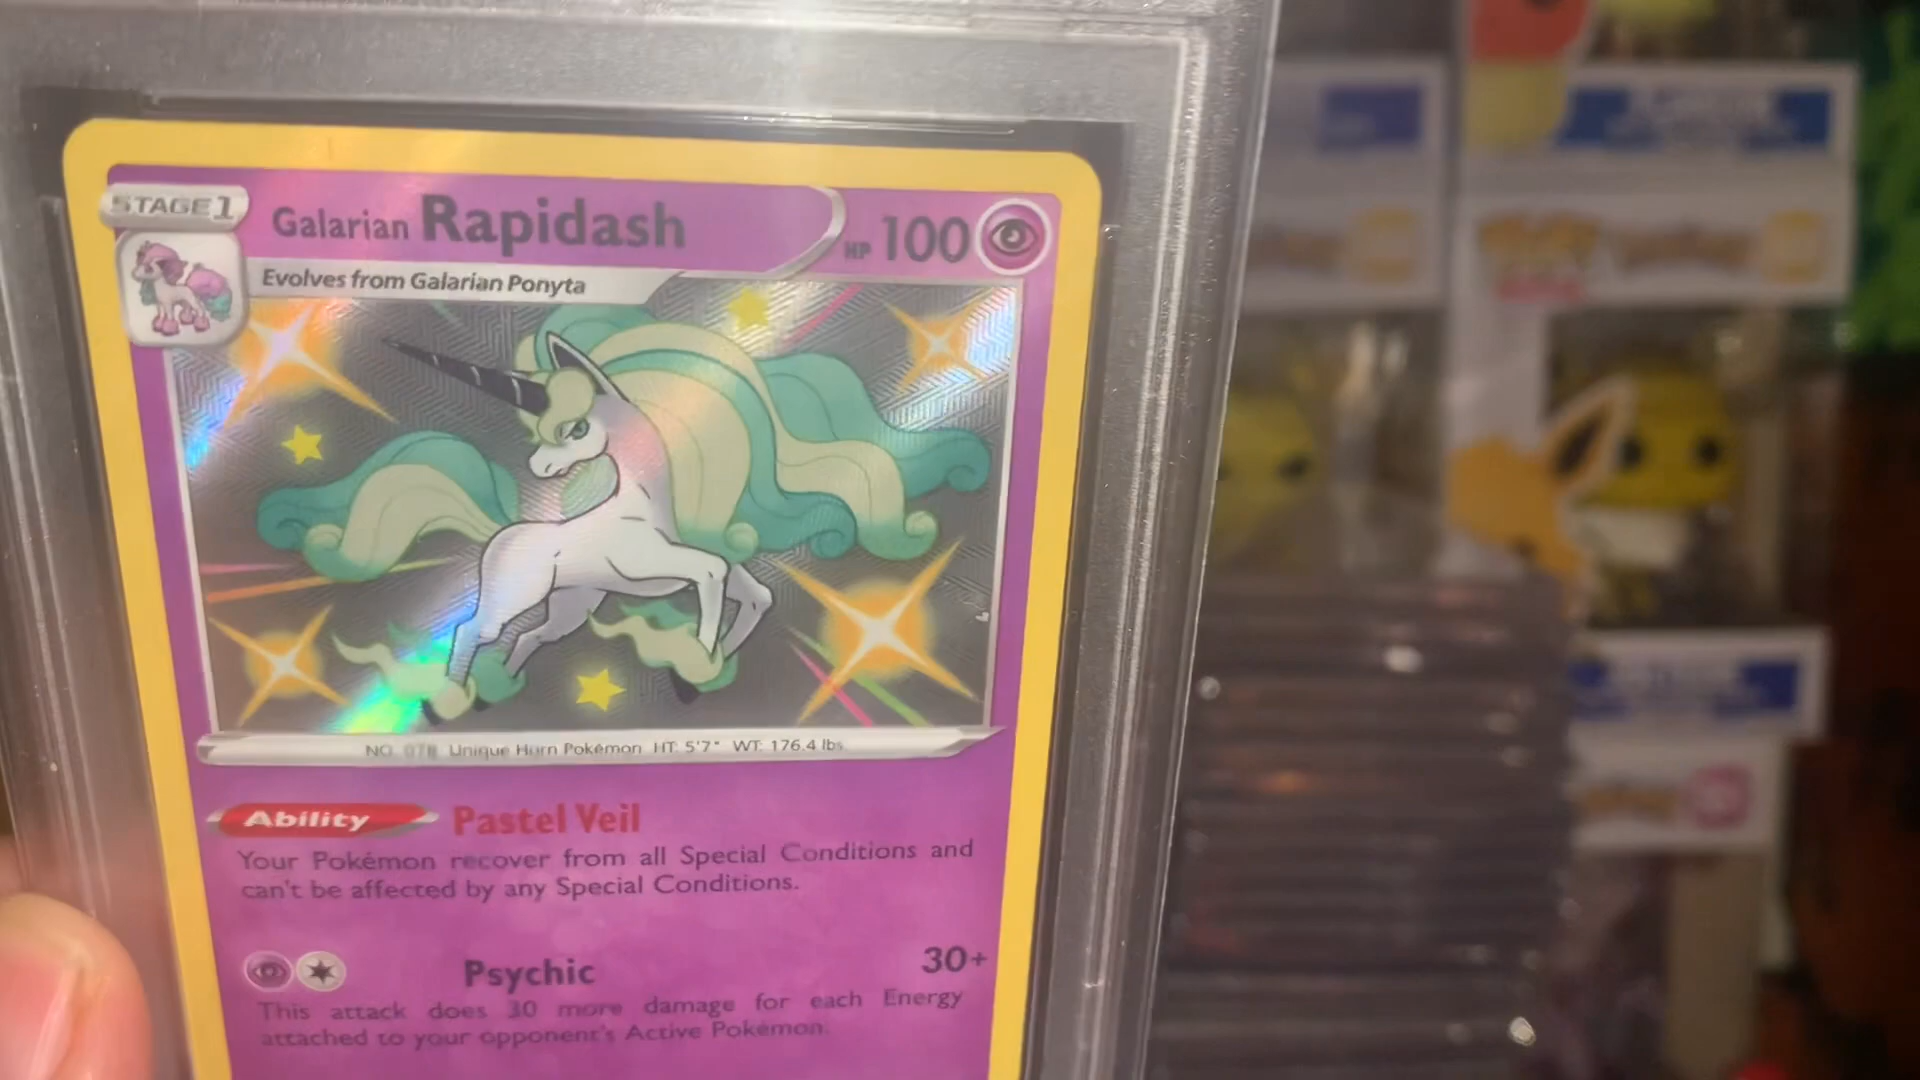 STAGE 1
Galarian Rapidash
HP 100
Evolves from Galarian Ponyta
NO. 078 Unique Horn Pokémon HT: 5'7" WT: 176.4 lbs.
Ability Pastel Veil
Your Pokémon recover from all Special Conditions and
can't be affected by any Special Conditions.
Psychic 30+
This attack does 30 more damage for each Energy
attached to your opponent's Active Pokémon.